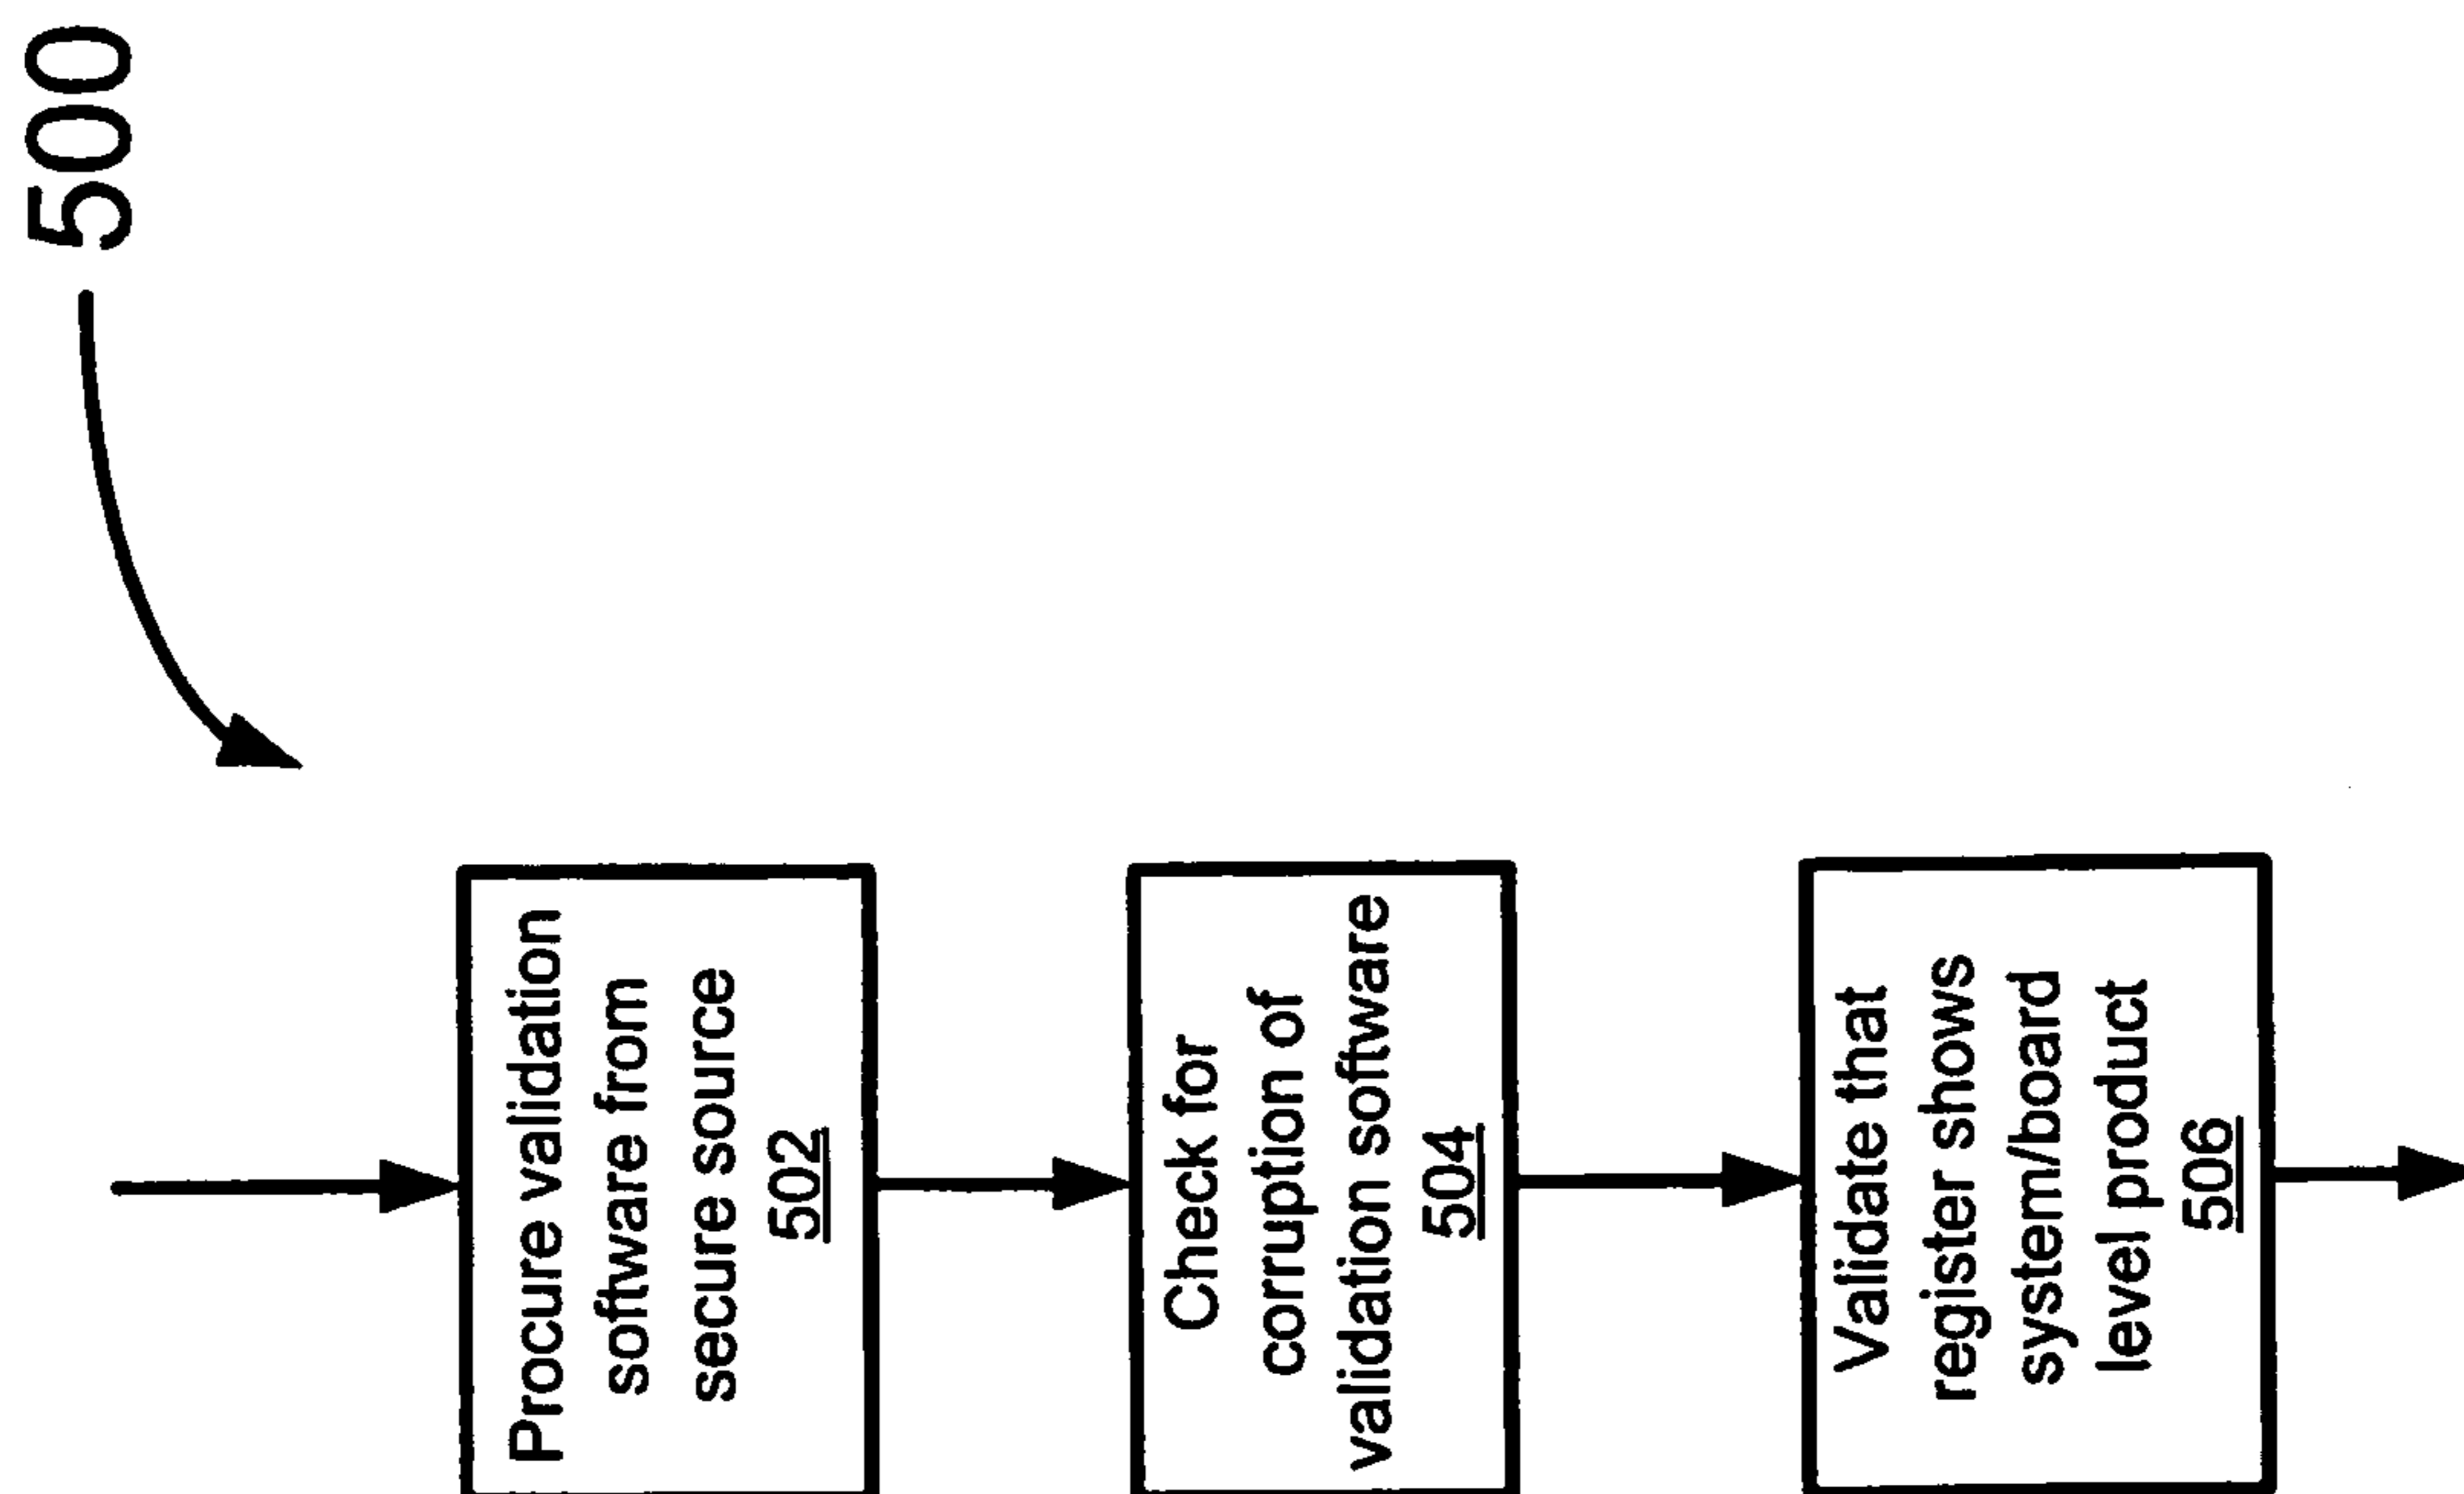 500
Procure validation
software from
secure source
502
Check for
corruption of
validation software
504
Validate that
register shows
system/board
level product
506